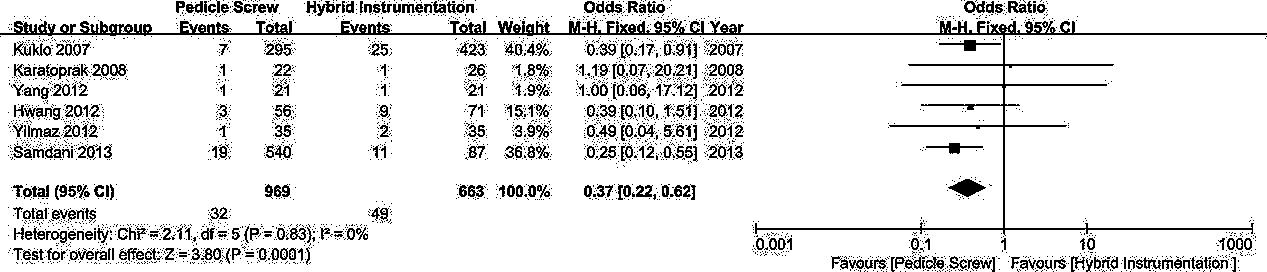 Pedicle Screw Hybrid Instrumentation Odds Ratio Odds Ratio
Study or Subgroup Events Total Events Total Weight M-H. Fixed. 95% CI Year M-H. Fixed. 95% CI
Kuklo 2007 7 295 25 423 40.4% 0.39 [0.17, 0.91] 2007
Karatoprak 2008 1 22 1 26 1.8% 1.19 [0.07, 20.21] 2008
Yang 2012 1 21 1 21 1.9% 1.00 [0.06, 17.12] 2012
Hwang 2012 3 56 9 71 15.1% 0.39 [0.10, 1.51] 2012
Yilmaz 2012 1 35 2 35 3.9% 0.49 [0.04, 5.61] 2012
Samdani 2013 19 540 11 87 36.8% 0.25 [0.12, 0.55] 2013
Total (95% CI) 969 663 100.0% 0.37 [0.22, 0.62]
Total events 32 49
Heterogeneity: Chi² = 2.11, df = 5 (P = 0.83); I² = 0%
Test for overall effect: Z = 3.80 (P = 0.0001)
0.001 0.1 1 10 1000
Favours [Pedicle Screw] Favours [Hybrid Instrumentation ]